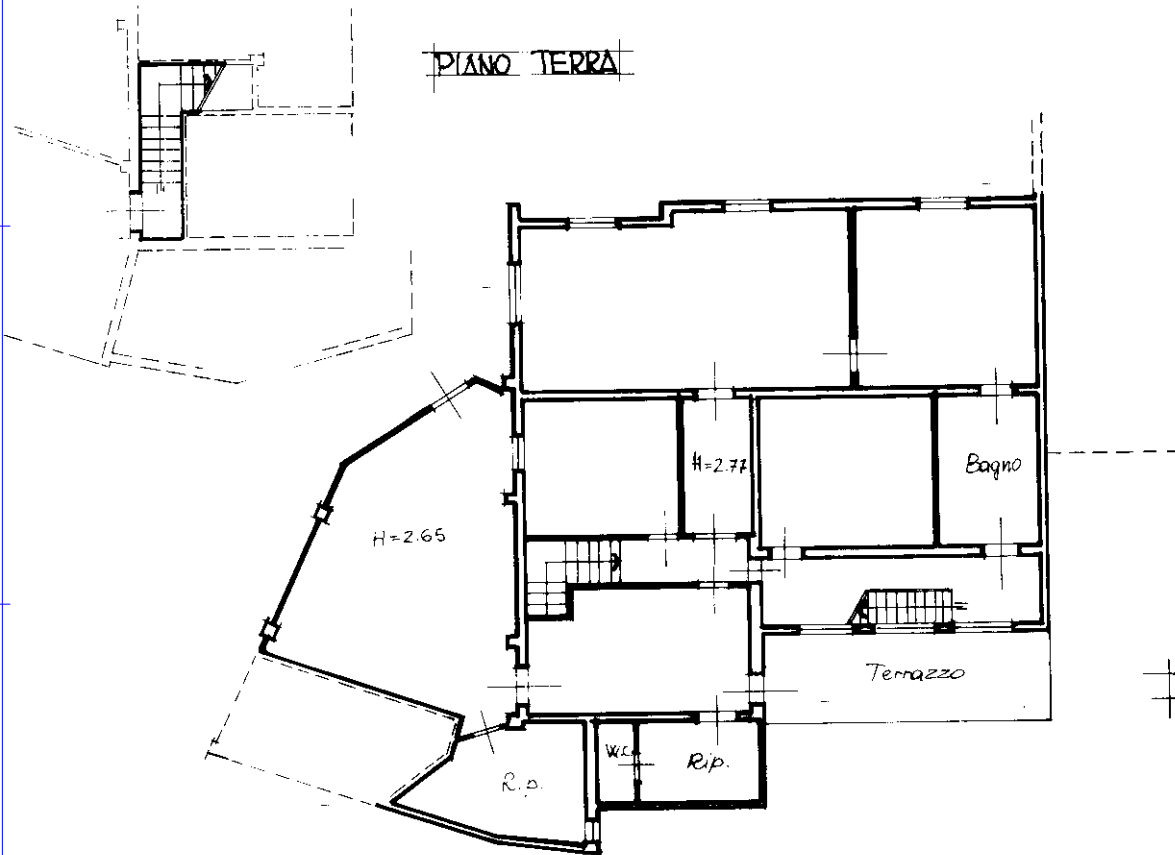 PIANO TERRA
H=2.77
Bagno
H=2.65
Terrazzo
W.C.
Rip.
R.p.